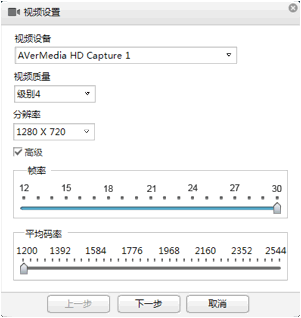 视频设置
视频设备
AVerMedia HD Capture 1
视频质量
级别4
分辨率
1280 X 720
高级
帧率
12 15 18 21 24 27 30
平均码率
1200 1392 1584 1776 1968 2160 2352 2544
上一步 下一步 取消